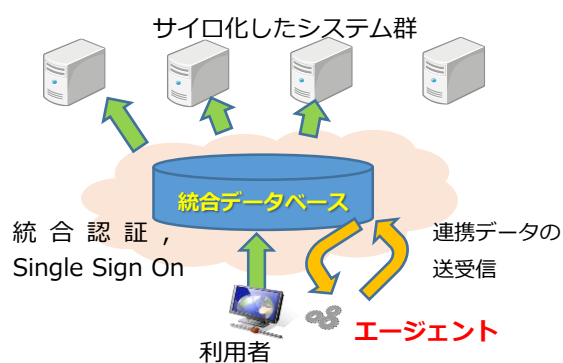 サイロ化したシステム群
統合データベース
統合認証,
Single Sign On
連携データの
送受信
エージェント
利用者